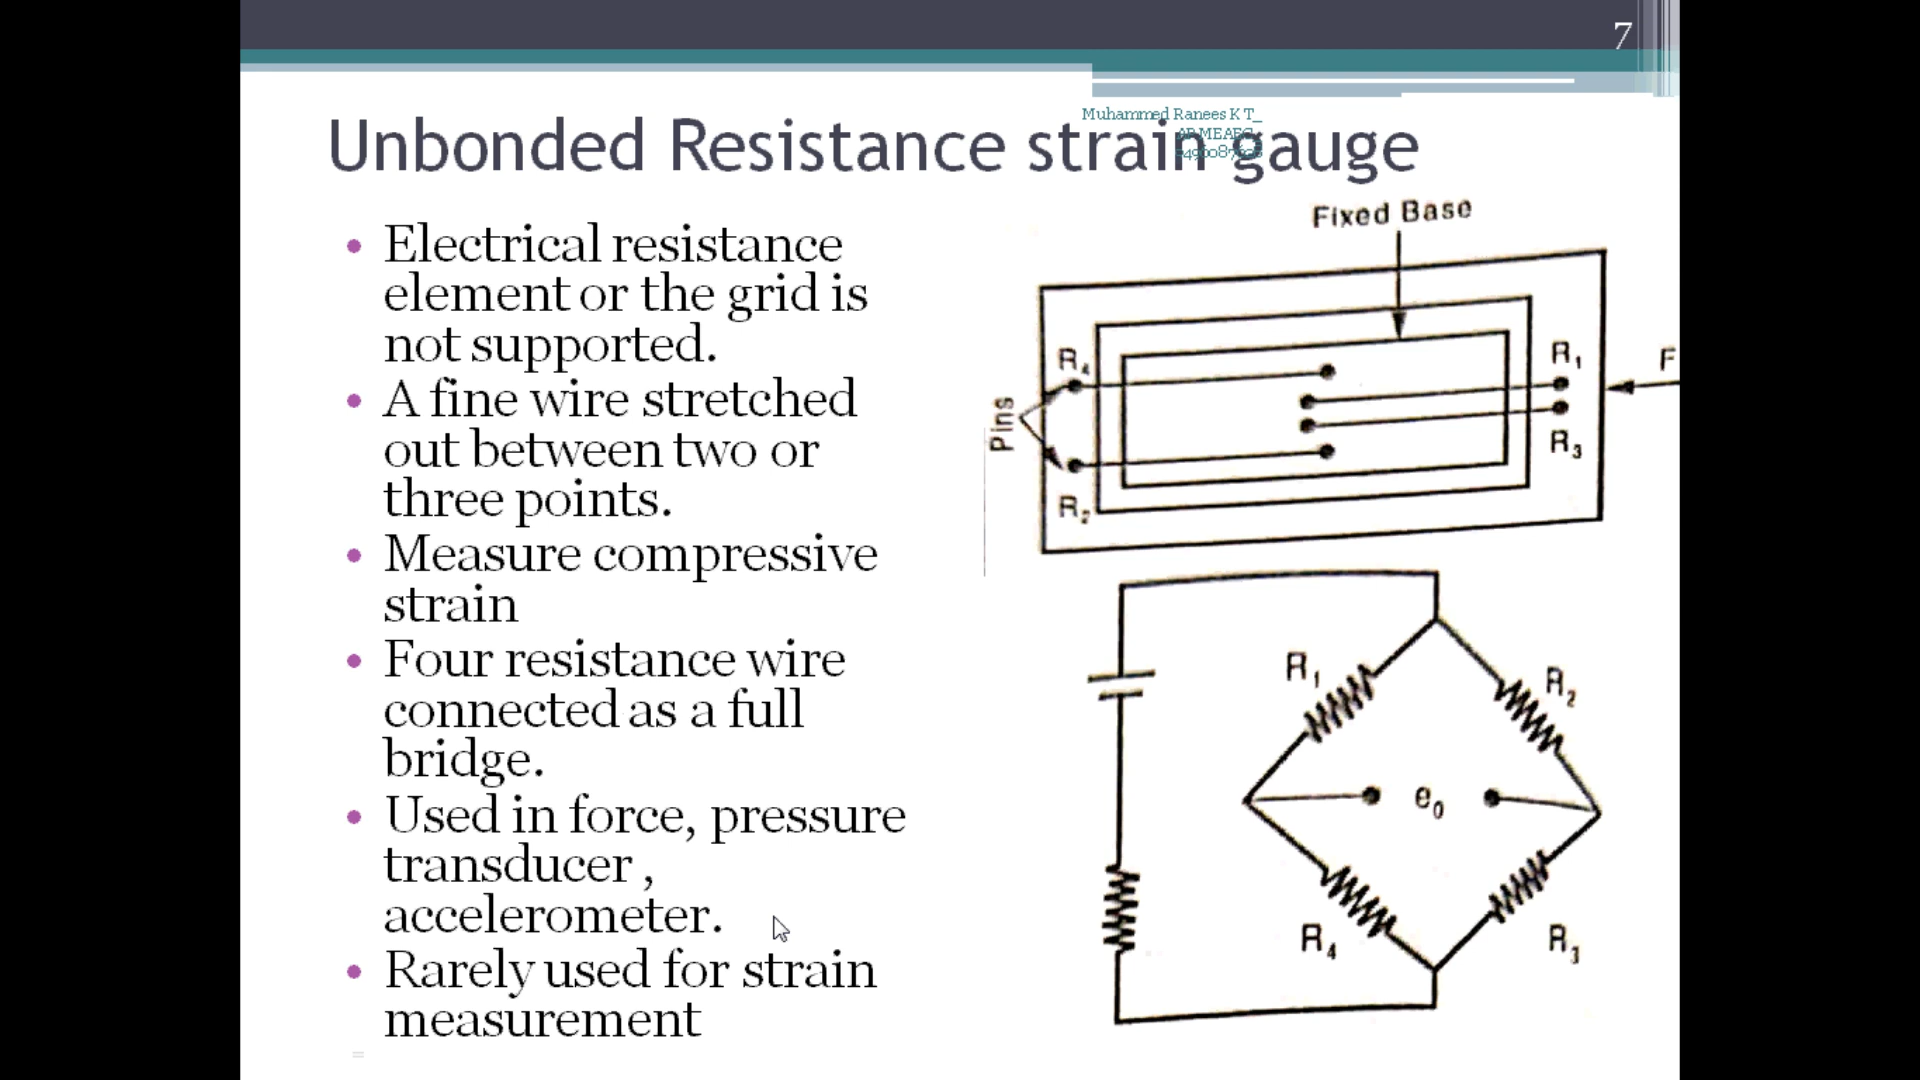 7
Muhammed Ranees K T_
Unbonded Resistance strain gauge
• Electrical resistance
element or the grid is
not supported.
• A fine wire stretched
out between two or
three points.
• Measure compressive
strain
• Four resistance wire
connected as a full
bridge.
• Used in force, pressure
transducer ,
accelerometer.
• Rarely used for strain
measurement
Fixed Base
R₄
R₁
F
Pins
R₃
R₂
R₁
R₂
e₀
R₄
R₃